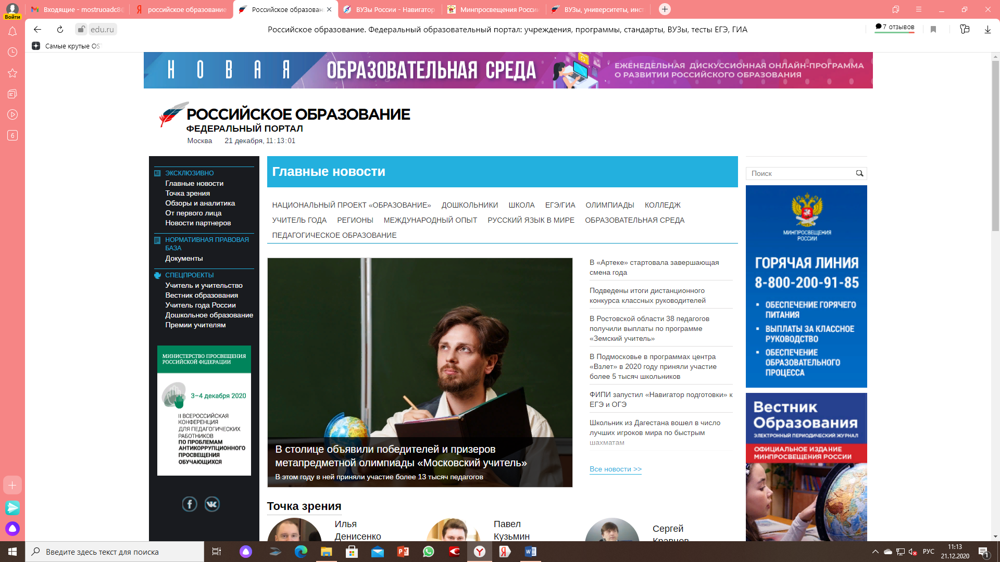 Входящие - mostruoadc8@
российское образование
Российское образовани
ВУЗы России - Навигатор
Минпросвещения России
ВУЗы, университеты, инст
Войти
edu.ru
Российское образование. Федеральный образовательный портал: учреждения, программы, стандарты, ВУЗы, тесты ЕГЭ, ГИА
7 отзывов
Самые крутые OS
6
НОВАЯ
ОБРАЗОВАТЕЛЬНАЯ СРЕДА
ЕЖЕНЕДЕЛЬНАЯ ДИСКУССИОННАЯ ОНЛАЙН-ПРОГРАММА
О РАЗВИТИИ РОССИЙСКОГО ОБРАЗОВАНИЯ
РОССИЙСКОЕ ОБРАЗОВАНИЕ
ФЕДЕРАЛЬНЫЙ ПОРТАЛ
Москва 21 декабря, 11:13:01
ЭКСКЛЮЗИВНО
Главные новости
Точка зрения
Обзоры и аналитика
От первого лица
Новости партнеров
НОРМАТИВНАЯ ПРАВОВАЯ
БАЗА
Документы
СПЕЦПРОЕКТЫ
Учитель и учительство
Вестник образования
Учитель года России
Дошкольное образование
Премии учителям
МИНИСТЕРСТВО ПРОСВЕЩЕНИЯ
РОССИЙСКОЙ ФЕДЕРАЦИИ
3–4 декабря 2020
II ВСЕРОССИЙСКАЯ
КОНФЕРЕНЦИЯ
ДЛЯ ПЕДАГОГИЧЕСКИХ
РАБОТНИКОВ
ПО ПРОБЛЕМАМ
АНТИКОРРУПЦИОННОГО
ПРОСВЕЩЕНИЯ
ОБУЧАЮЩИХСЯ
Главные новости
НАЦИОНАЛЬНЫЙ ПРОЕКТ «ОБРАЗОВАНИЕ» ДОШКОЛЬНИКИ ШКОЛА ЕГЭ/ГИА ОЛИМПИАДЫ КОЛЛЕДЖ
УЧИТЕЛЬ ГОДА РЕГИОНЫ МЕЖДУНАРОДНЫЙ ОПЫТ РУССКИЙ ЯЗЫК В МИРЕ ОБРАЗОВАТЕЛЬНАЯ СРЕДА
ПЕДАГОГИЧЕСКОЕ ОБРАЗОВАНИЕ
В столице объявили победителей и призеров
метапредметной олимпиады «Московский учитель»
В этом году в ней приняли участие более 13 тысяч педагогов
В «Артеке» стартовала завершающая
смена года
Подведены итоги дистанционного
конкурса классных руководителей
В Ростовской области 38 педагогов
получили выплаты по программе
«Земский учитель»
В Подмосковье в программах центра
«Взлет» в 2020 году приняли участие
более 5 тысяч школьников
ФИПИ запустил «Навигатор подготовки» к
ЕГЭ и ОГЭ
Школьник из Дагестана вошел в число
лучших игроков мира по быстрым
шахматам
Все новости >>
Точка зрения
Илья
Денисенко
Павел
Кузьмин
Сергей
Кравцов
Поиск
МИНПРОСВЕЩЕНИЯ
РОССИИ
ГОРЯЧАЯ ЛИНИЯ
8-800-200-91-85
ОБЕСПЕЧЕНИЕ ГОРЯЧЕГО
ПИТАНИЯ
ВЫПЛАТЫ ЗА КЛАССНОЕ
РУКОВОДСТВО
ОБЕСПЕЧЕНИЕ
ОБРАЗОВАТЕЛЬНОГО
ПРОЦЕССА
Вестник
Образования
ЭЛЕКТРОННЫЙ ПЕРИОДИЧЕСКИЙ ЖУРНАЛ
ОФИЦИАЛЬНОЕ ИЗДАНИЕ
МИНПРОСВЕЩЕНИЯ РОССИИ
Введите здесь текст для поиска
РУС
11:13
21.12.2020
1